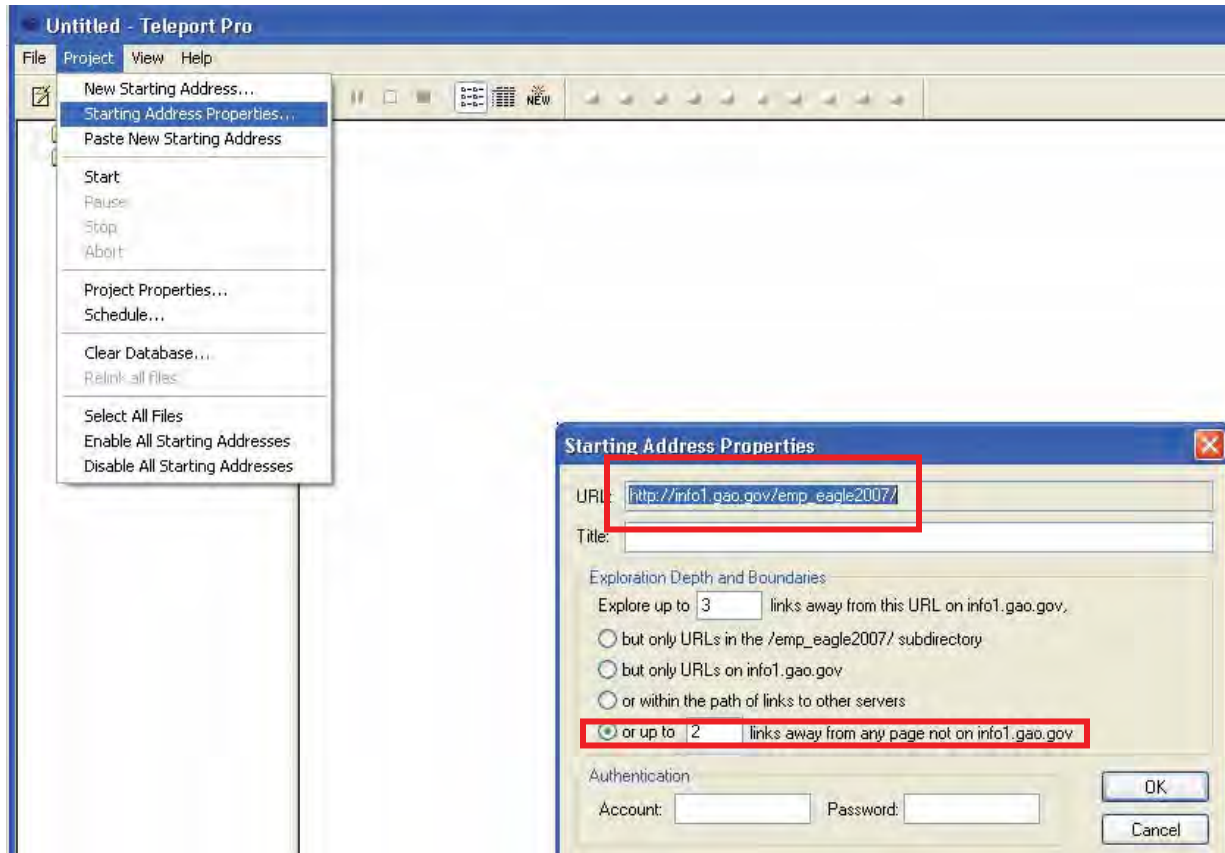 Untitled - Teleport Pro
File Project View Help
NEW
New Starting Address...
Starting Address Properties...
Paste New Starting Address
Start
Pause
Stop
Abort
Project Properties...
Schedule...
Clear Database...
Relink all files
Select All Files
Enable All Starting Addresses
Disable All Starting Addresses
Starting Address Properties
URL: http://info1.gao.gov/emp_eagle2007/
Title:
Exploration Depth and Boundaries
Explore up to 3 links away from this URL on info1.gao.gov,
but only URLs in the /emp_eagle2007/ subdirectory
but only URLs on info1.gao.gov
or within the path of links to other servers
or up to 2 links away from any page not on info1.gao.gov
Authentication
Account: Password:
OK
Cancel